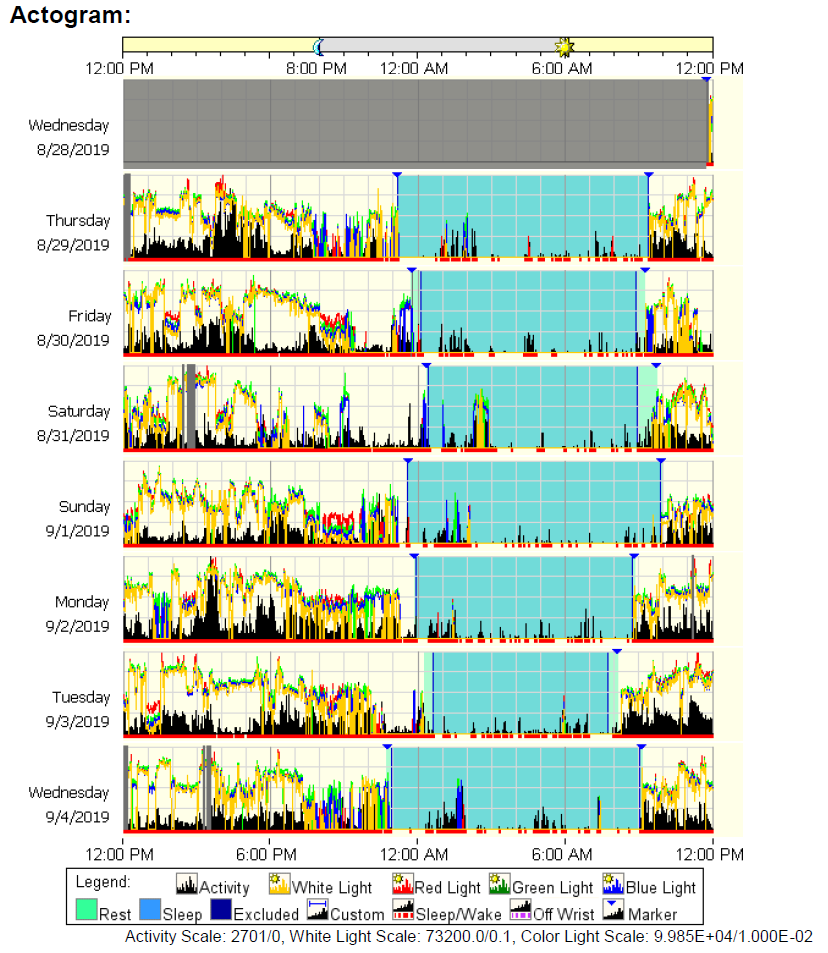 Actogram:
12:00 PM 8:00 PM 12:00 AM 6:00 AM 12:00 PM
Wednesday
8/28/2019
Thursday
8/29/2019
Friday
8/30/2019
Saturday
8/31/2019
Sunday
9/1/2019
Monday
9/2/2019
Tuesday
9/3/2019
Wednesday
9/4/2019
12:00 PM 6:00 PM 12:00 AM 6:00 AM 12:00 PM
Legend: Activity White Light Red Light Green Light Blue Light
Rest Sleep Excluded Custom Sleep/Wake Off Wrist Marker
Activity Scale: 2701/0, White Light Scale: 73200.0/0.1, Color Light Scale: 9.985E+04/1.000E-02